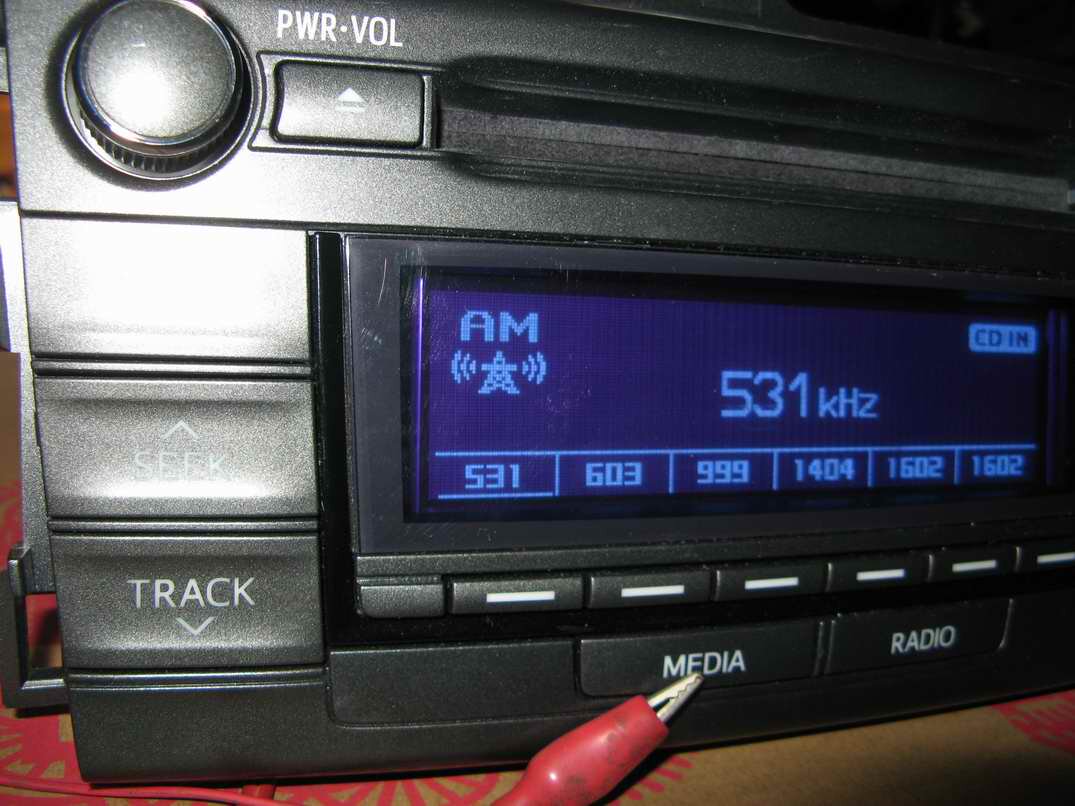 PWR·VOL
AM
CD IN
531 kHz
531 603 999 1404 1602 1602
SEEK
TRACK
MEDIA
RADIO